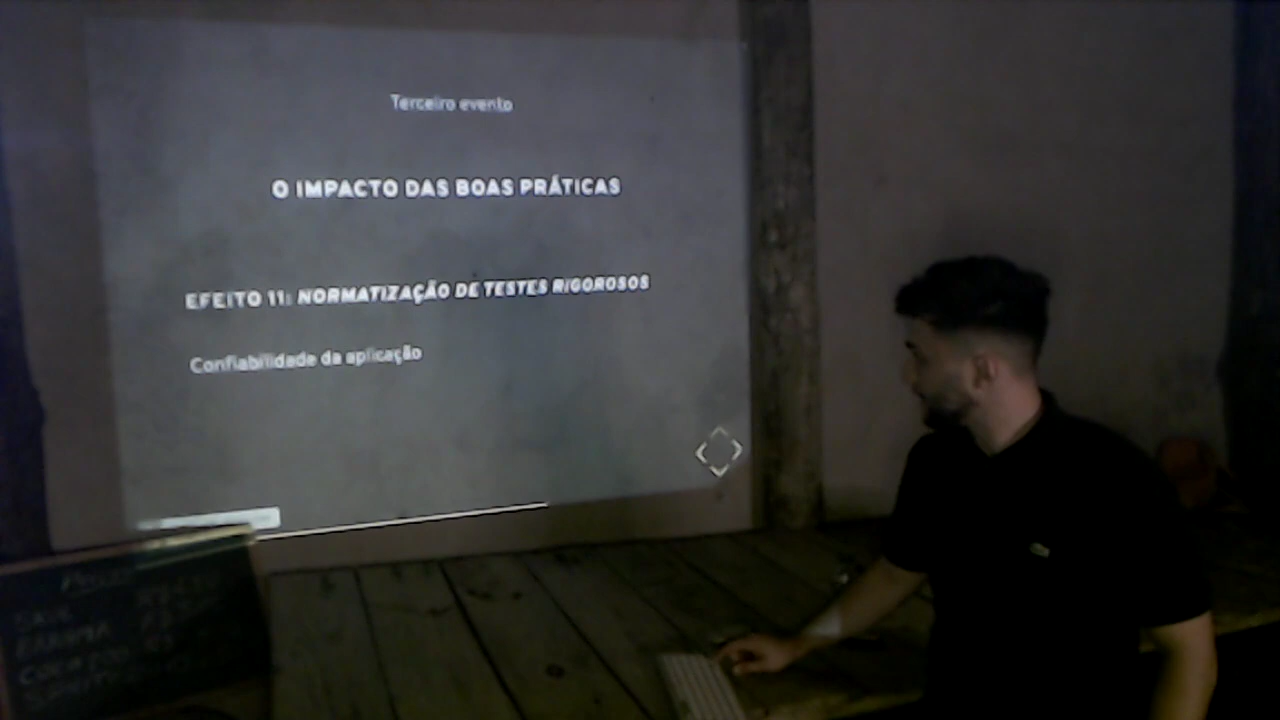 Terceiro evento
O IMPACTO DAS BOAS PRÁTICAS
EFEITO 11: NORMATIZAÇÃO DE TESTES RIGOROSOS
Confiabilidade da aplicação